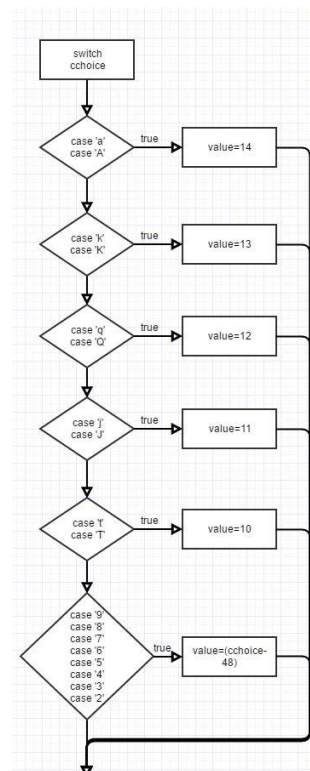 switch
cchoice
case 'a'
case 'A'
true
value=14
case 'k'
case 'K'
true
value=13
case 'q'
case 'Q'
true
value=12
case 'j'
case 'J'
true
value=11
case 't'
case 'T'
true
value=10
case '9'
case '8'
case '7'
case '6'
case '5'
case '4'
case '3'
case '2'
true
value=(cchoice-
48)